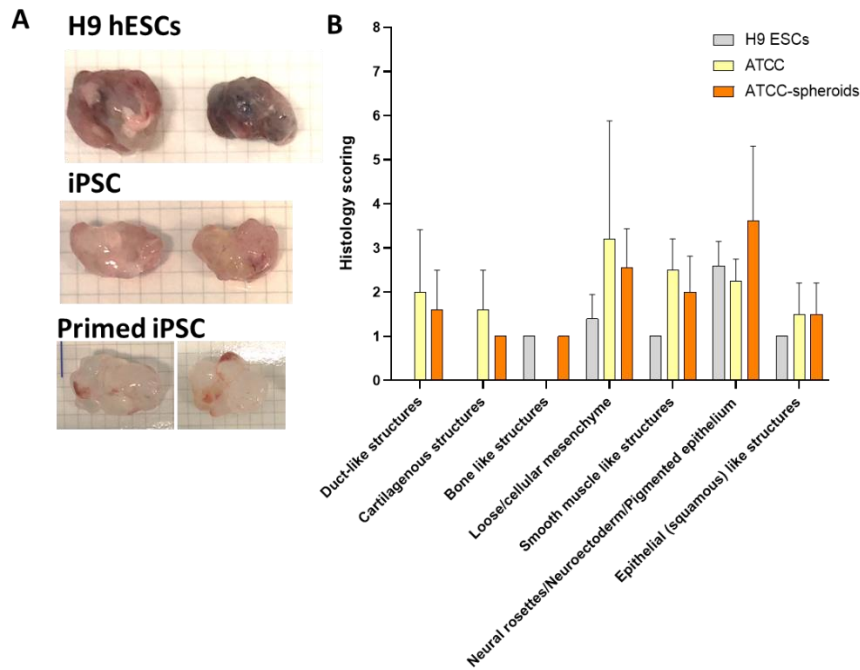 A
H9 hESCs
iPSC
Primed iPSC
B
8
7
6
5
4
3
2
1
0
Histology scoring
H9 ESCs
ATCC
ATCC-spheroids
Duct-like structures
Cartilagenous structures
Bone like structures
Loose/cellular mesenchyme
Smooth muscle like structures
Neural rosettes/Neuroectoderm/Pigmented epithelium
Epithelial (squamous) like structures